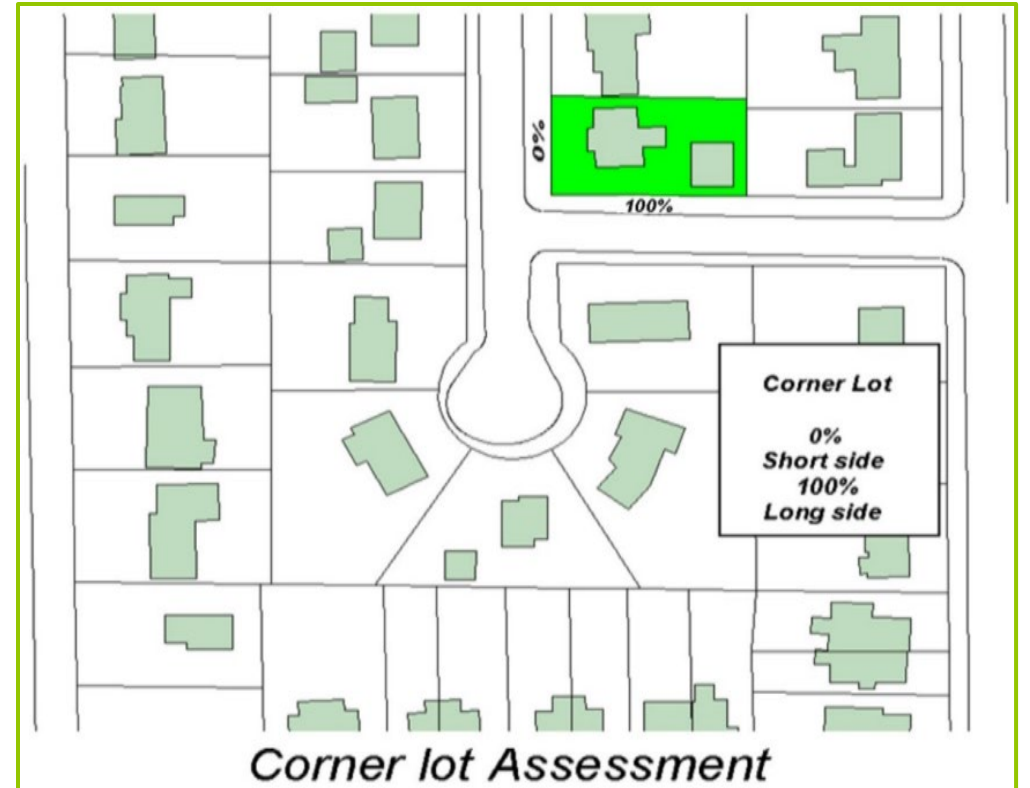 0%
100%
Corner Lot
0%
Short side
100%
Long side
Corner lot Assessment